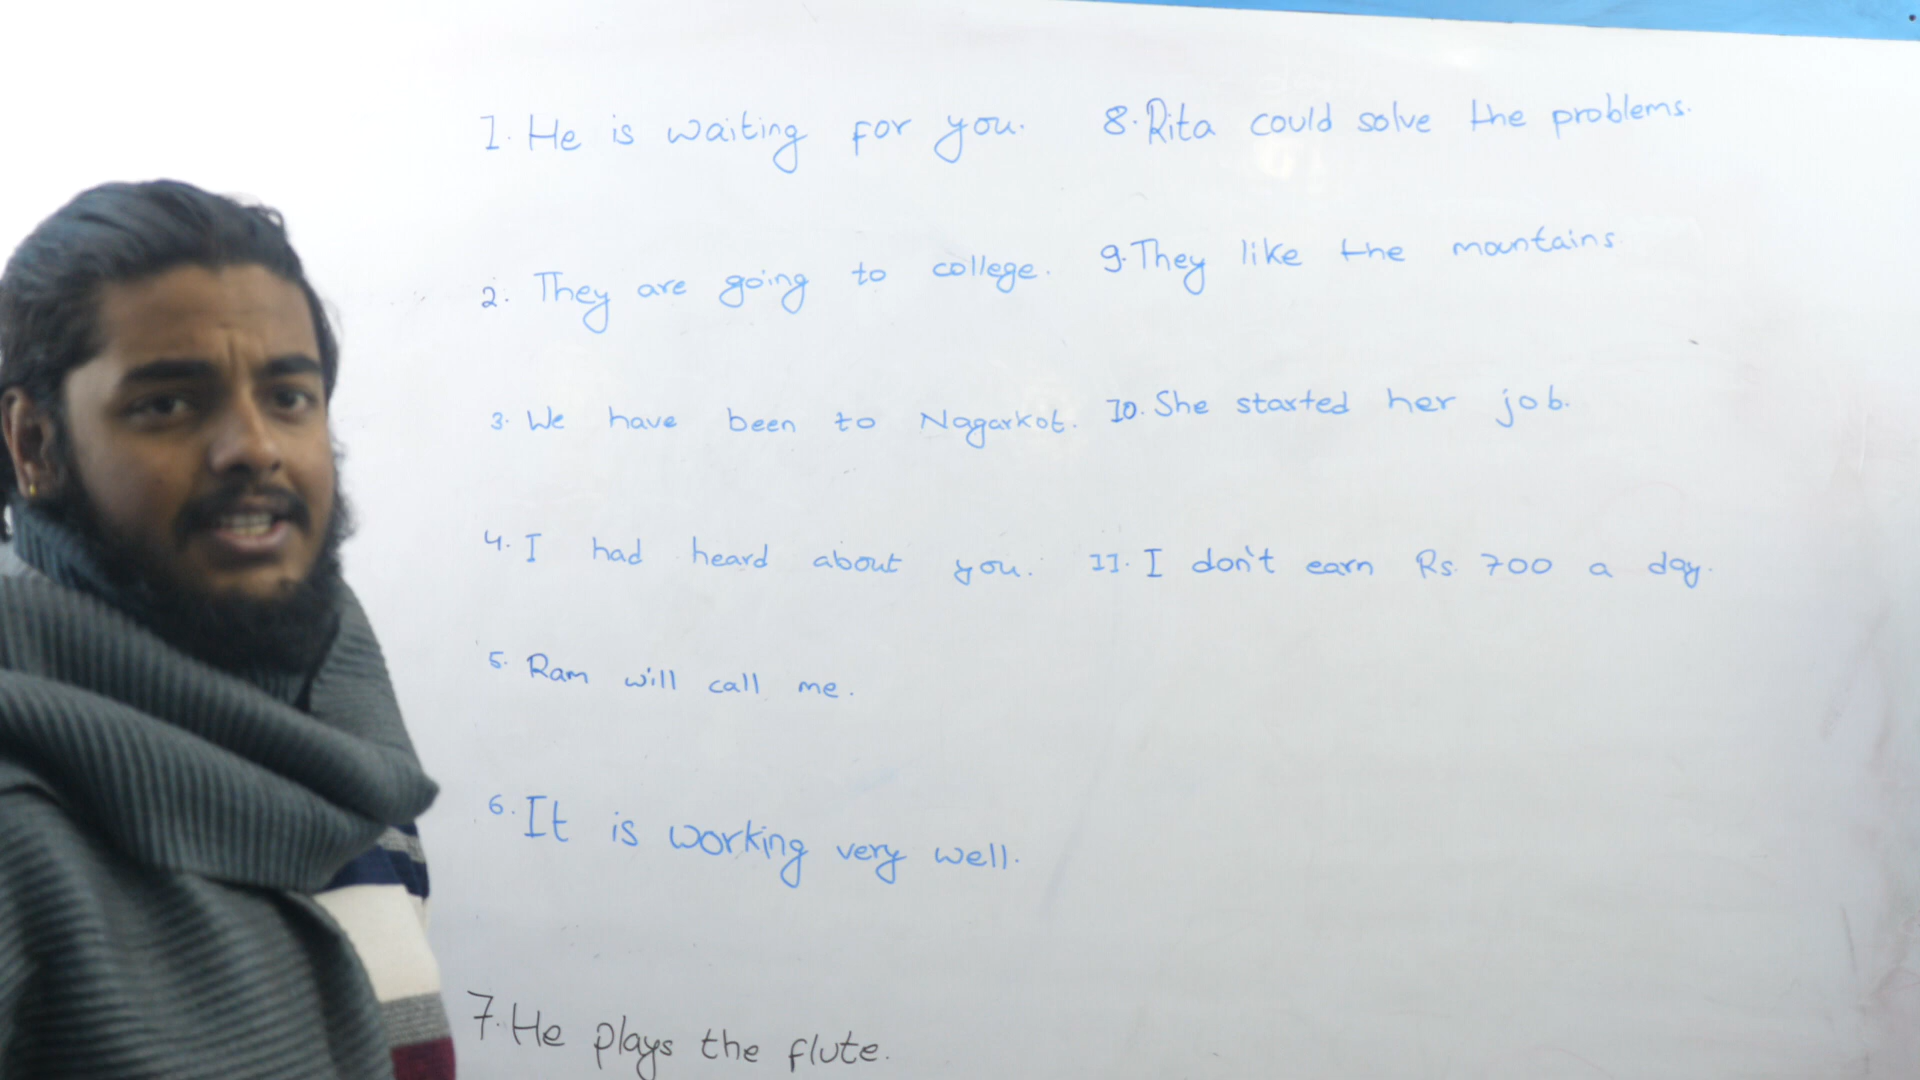 1. He is waiting for you.
2. They are going to college.
3. We have been to Nagarkot.
4. I had heard about you.
5. Ram will call me.
6. It is working very well.
7. He plays the flute.
8. Rita could solve the problems.
9. They like the mountains.
10. She started her job.
11. I don't earn Rs. 700 a day.